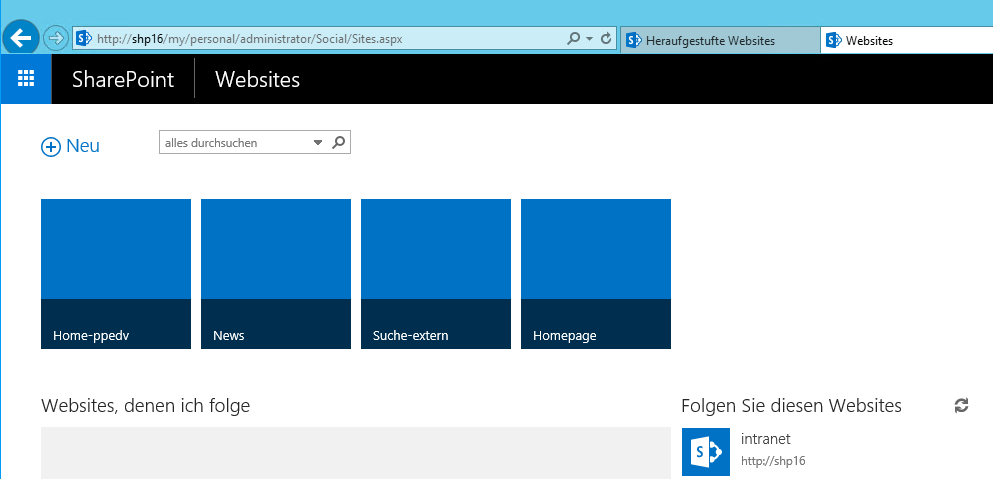 http://shp16/my/personal/administrator/Social/Sites.aspx
Heraufgestufte Websites
Websites
SharePoint
Websites
Neu
alles durchsuchen
Home-ppedv
News
Suche-extern
Homepage
Websites, denen ich folge
Folgen Sie diesen Websites
intranet
http://shp16